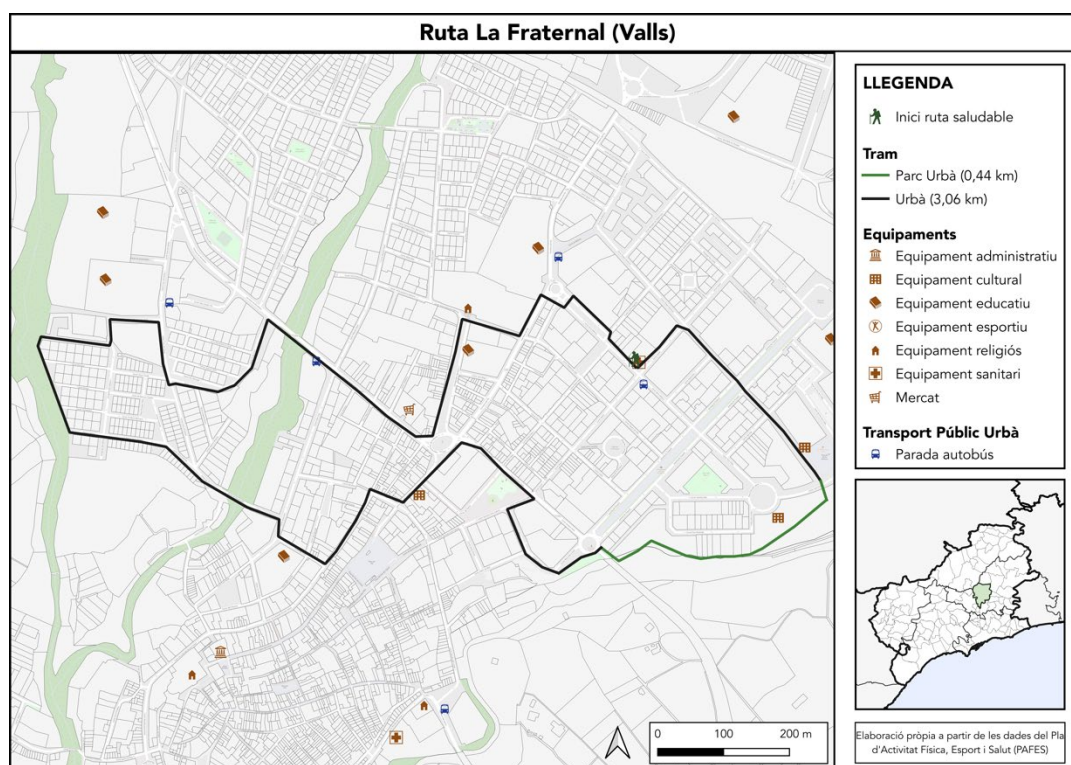 Ruta La Fraternal (Valls)
LLEGENDA
Inici ruta saludable
Tram
Parc Urbà (0,44 km)
Urbà (3,06 km)
Equipaments
Equipament administratiu
Equipament cultural
Equipament educatiu
Equipament esportiu
Equipament religiós
Equipament sanitari
Mercat
Transport Públic Urbà
Parada autobús
0 100 200 m
Elaboració pròpia a partir de les dades del Pla
d'Activitat Física, Esport i Salut (PAFES)